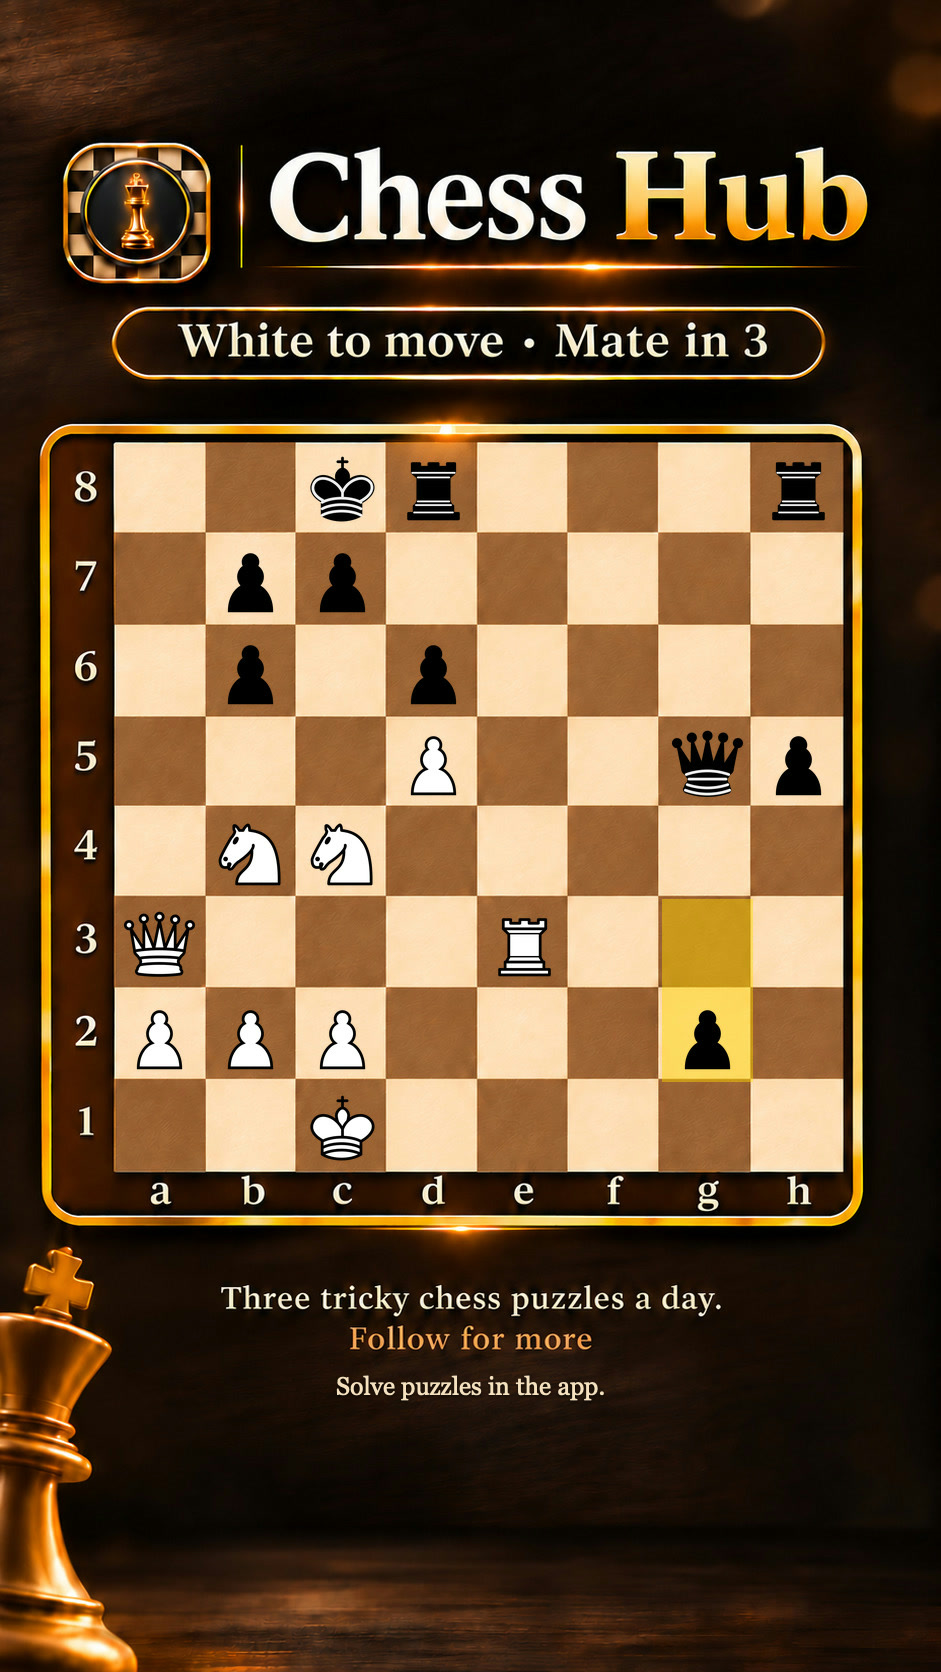 Chess Hub
White to move • Mate in 3
8
7
6
5
4
3
2
1
a b c d e f g h
Three tricky chess puzzles a day.
Follow for more
Solve puzzles in the app.